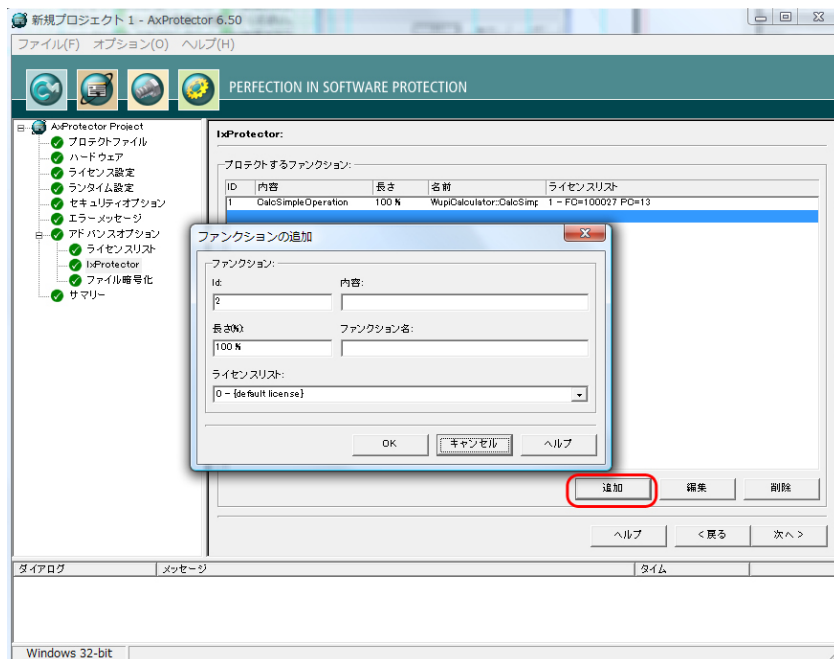 新規プロジェクト 1 - AxProtector 6.50
ファイル(F) オプション(O) ヘルプ(H)
PERFECTION IN SOFTWARE PROTECTION
AxProtector Project
プロテクトファイル
ハードウェア
ライセンス設定
ランタイム設定
セキュリティオプション
エラーメッセージ
アドバンスオプション
ライセンスリスト
IxProtector
ファイル暗号化
サマリー
IxProtector:
プロテクトするファンクション:
ID 内容 長さ 名前 ライセンスリスト
1 CalcSimpleOperation 100 % WupiCalculator::CalcSimp 1 - FC=100027 PC=13
ファンクションの追加
ファンクション:
Id: 内容:
2
長さ(%): ファンクション名:
100 %
ライセンスリスト:
0 - {default license}
OK キャンセル ヘルプ
追加 編集 削除
ヘルプ <戻る 次へ>
ダイアログ メッセージ タイム
Windows 32-bit